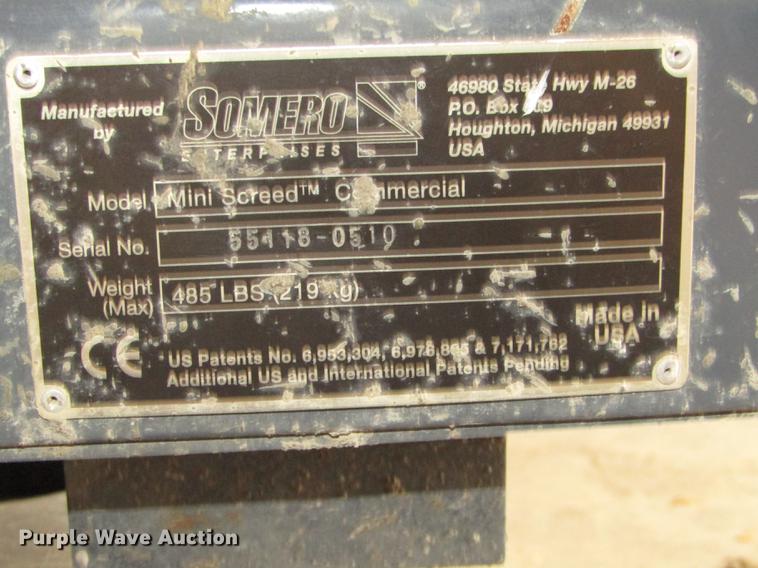 Manufactured by
SOMERO®
ENTERPRISES
46980 State Hwy M-26
P.O. Box
Houghton, Michigan 49931
USA
Model Mini Screed™ Commercial
Serial No. 55118-0510
Weight (Max) 485 LBS (219 kg)
CE
Made in USA
US Patents No. 6,953,304, & 7,171,782
Additional US and International Patents Pending
Purple Wave Auction